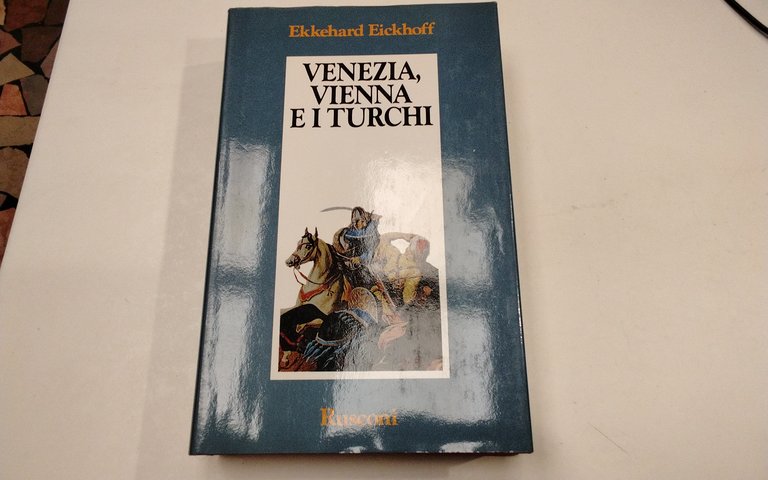 Ekkehard Eickhoff
VENEZIA,
VIENNA
E I TURCHI
Rusconi